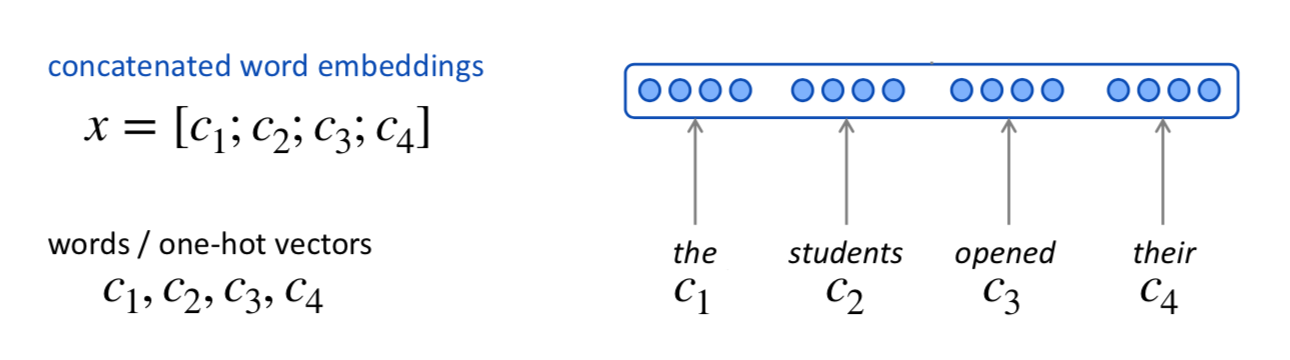 concatenated word embeddings
x = [c₁; c₂; c₃; c₄]
words / one-hot vectors
c₁, c₂, c₃, c₄
the students opened their
c₁ c₂ c₃ c₄